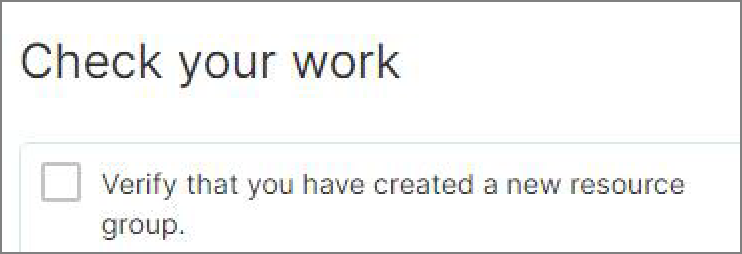 Check your work
Verify that you have created a new resource
group.